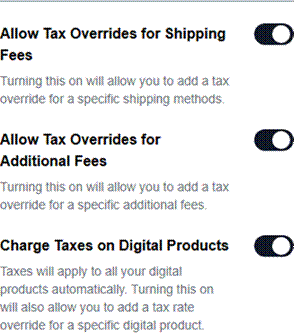 Allow Tax Overrides for Shipping
Fees
Turning this on will allow you to add a tax
override for a specific shipping methods.
Allow Tax Overrides for
Additional Fees
Turning this on will allow you to add a tax
override for a specific additional fees.
Charge Taxes on Digital Products
Taxes will apply to all your digital
products automatically. Turning this on
will also allow you to add a tax rate
override for a specific digital product.